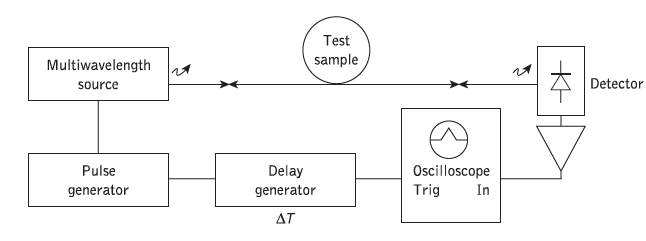 Test
sample
Multiwavelength
source
Detector
Pulse
generator
Delay
generator
ΔT
Oscilloscope
Trig In